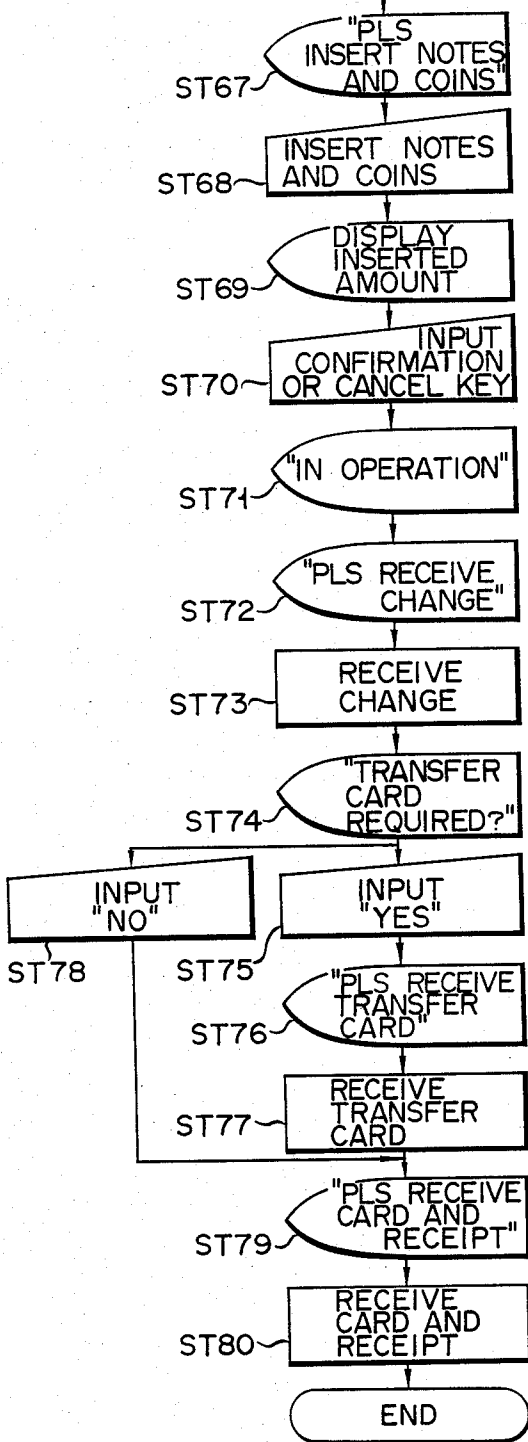 "PLS
INSERT NOTES
AND COINS"
ST67
INSERT NOTES
AND COINS
ST68
DISPLAY
INSERTED
AMOUNT
ST69
INPUT
CONFIRMATION
OR CANCEL KEY
ST70
"IN OPERATION"
ST71
"PLS RECEIVE
CHANGE"
ST72
RECEIVE
CHANGE
ST73
"TRANSFER
CARD
REQUIRED?"
ST74
INPUT
"NO"
ST78
INPUT
"YES"
ST75
"PLS RECEIVE
TRANSFER
CARD"
ST76
RECEIVE
TRANSFER
CARD
ST77
"PLS RECEIVE
CARD AND
RECEIPT"
ST79
RECEIVE
CARD AND
RECEIPT
ST80
END